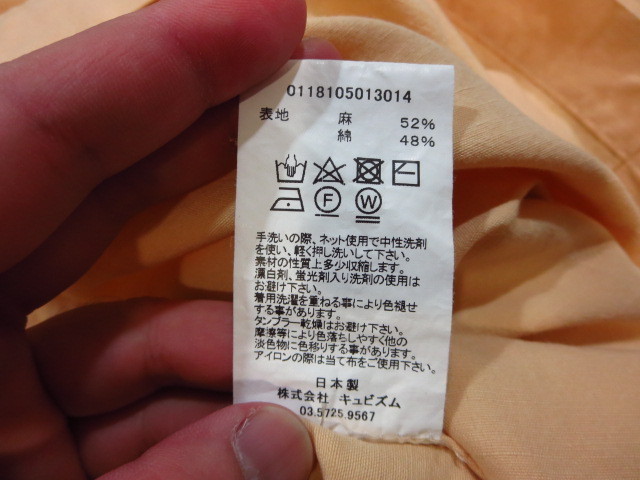 0118105013014
表地 麻 52%
綿 48%
F W
手洗いの際、ネット使用で中性洗剤
を使い、軽く押し洗いして下さい。
素材の性質上多少収縮します。
漂白剤、蛍光剤入り洗剤の使用は
お避け下さい。
着用洗濯を重ねる事により色褪せ
する事があります。
タンブラー乾燥はお避け下さい。
摩擦等により色落ちしやすく他の
淡色物に色移りする事があります。
アイロンの際は当て布をご使用下さい。
日本製
株式会社 キュビズム
03.5725.9567